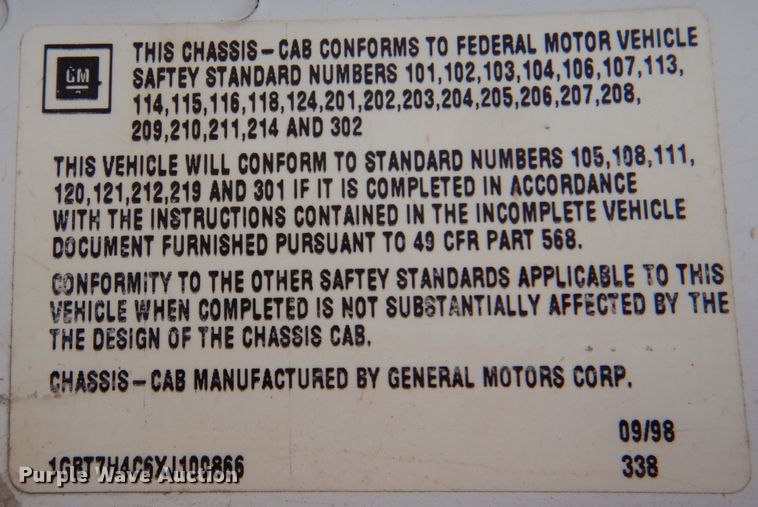 GM
THIS CHASSIS-CAB CONFORMS TO FEDERAL MOTOR VEHICLE
SAFTEY STANDARD NUMBERS 101,102,103,104,106,107,113,
114,115,116,118,124,201,202,203,204,205,206,207,208,
209,210,211,214 AND 302
THIS VEHICLE WILL CONFORM TO STANDARD NUMBERS 105,108,111,
120,121,212,219 AND 301 IF IT IS COMPLETED IN ACCORDANCE
WITH THE INSTRUCTIONS CONTAINED IN THE INCOMPLETE VEHICLE
DOCUMENT FURNISHED PURSUANT TO 49 CFR PART 568.
CONFORMITY TO THE OTHER SAFTEY STANDARDS APPLICABLE TO THIS
VEHICLE WHEN COMPLETED IS NOT SUBSTANTIALLY AFFECTED BY THE
THE DESIGN OF THE CHASSIS CAB.
CHASSIS-CAB MANUFACTURED BY GENERAL MOTORS CORP.
09/98
338
Purple Wave Auction